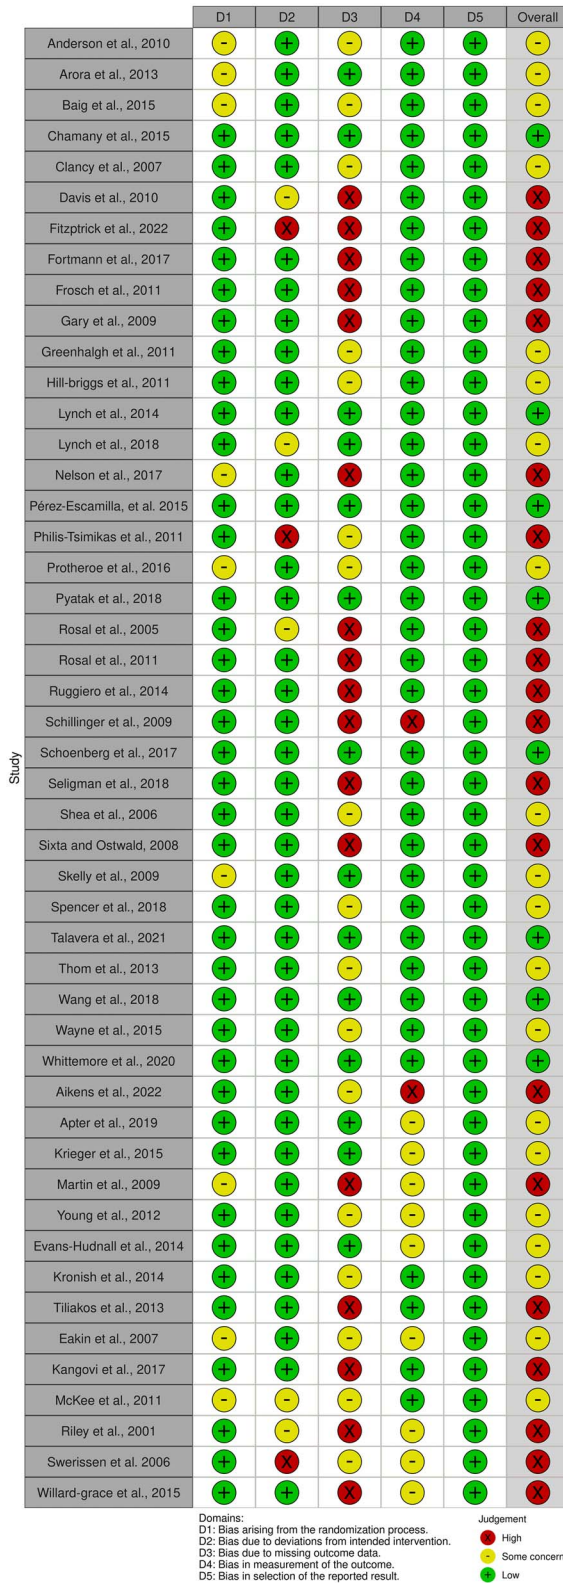 D1 D2 D3 D4 D5 Overall
Anderson et al., 2010 - + - + + -
Arora et al., 2013 - + + + + -
Baig et al., 2015 - + - + + -
Chamany et al., 2015 + + + + + +
Clancy et al., 2007 + + - + + -
Davis et al., 2010 + - X + + X
Fitzptrick et al., 2022 + X X + + X
Fortmann et al., 2017 + + X + + X
Frosch et al., 2011 + + X + + X
Gary et al., 2009 + + X + + X
Greenhalgh et al., 2011 + + - + + -
Hill-briggs et al., 2011 + + - + + -
Lynch et al., 2014 + + + + + +
Lynch et al., 2018 + - + + + -
Nelson et al., 2017 - + X + + X
Pérez-Escamilla, et al. 2015 + + + + + +
Philis-Tsimikas et al., 2011 + X - + + X
Protheroe et al., 2016 - + - + + -
Pyatak et al., 2018 + + + + + +
Rosal et al., 2005 + - X + + X
Rosal et al., 2011 + + X + + X
Ruggiero et al., 2014 + + X + + X
Schillinger et al., 2009 + + X X + X
Schoenberg et al., 2017 + + + + + +
Study
Seligman et al., 2018 + + X + + X
Shea et al., 2006 + + - + + -
Sixta and Ostwald, 2008 + + X + + X
Skelly et al., 2009 - + + + + -
Spencer et al., 2018 + + - + + -
Talavera et al., 2021 + + + + + +
Thom et al., 2013 + + - + + -
Wang et al., 2018 + + + + + +
Wayne et al., 2015 + + - + + -
Whittemore et al., 2020 + + + + + +
Aikens et al., 2022 + + - X + X
Apter et al., 2019 + + + - + -
Krieger et al., 2015 + + + - + -
Martin et al., 2009 - + X - + X
Young et al., 2012 + + - - + -
Evans-Hudnall et al., 2014 + + + - + -
Kronish et al., 2014 + + - + + -
Tiliakos et al., 2013 + + X + + X
Eakin et al., 2007 - + - - + -
Kangovi et al., 2017 + + X + + X
McKee et al., 2011 - - - + + -
Riley et al., 2001 + - X - + X
Swerissen et al. 2006 + X - - + X
Willard-grace et al., 2015 + + X - + X
Domains:
D1: Bias arising from the randomization process.
D2: Bias due to deviations from intended intervention.
D3: Bias due to missing outcome data.
D4: Bias in measurement of the outcome.
D5: Bias in selection of the reported result.
Judgement
X High
- Some concern
+ Low